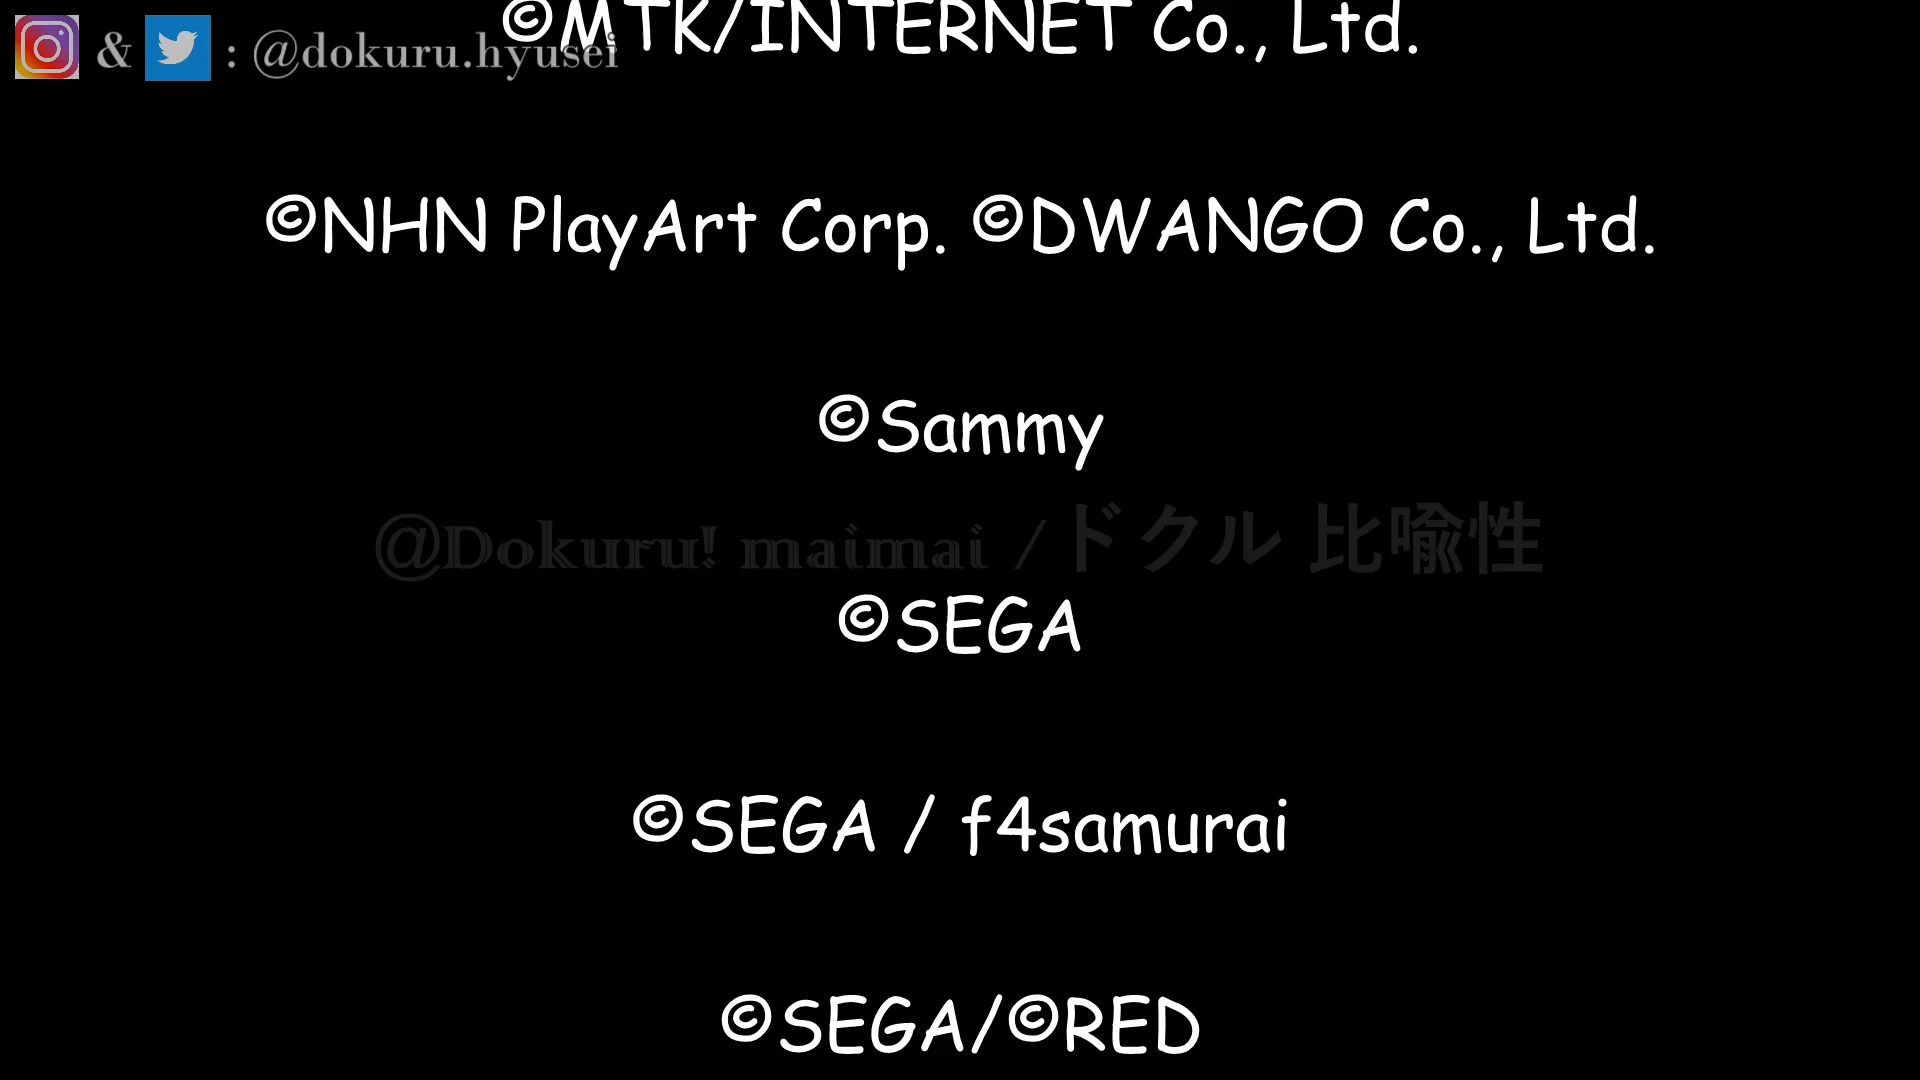 ©MTK/INTERNET Co., Ltd.
& : @dokuru.hyusei
©NHN PlayArt Corp. ©DWANGO Co., Ltd.
©Sammy
@Dokuru! maimai /ドクル 比喩性
©SEGA
©SEGA / f4samurai
©SEGA/©RED